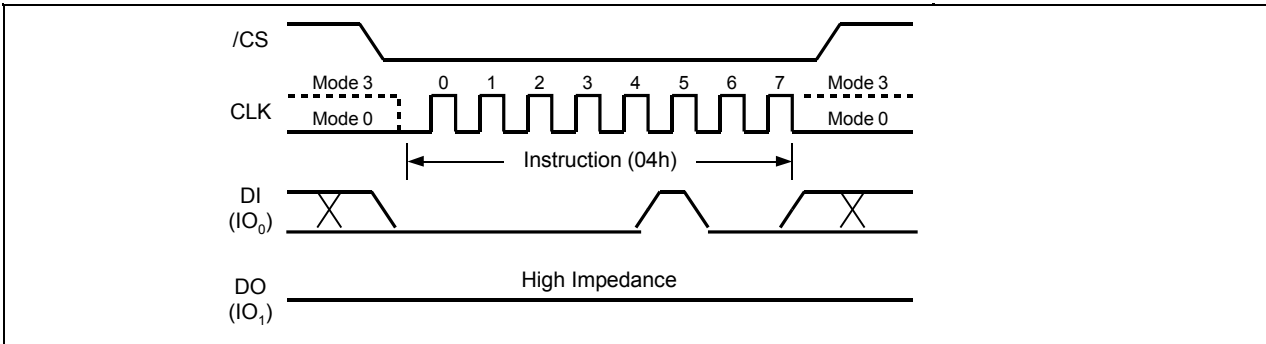 /CS
Mode 3 0 1 2 3 4 5 6 7 Mode 3
CLK
Mode 0 Mode 0
Instruction (04h)
DI
(IO₀)
High Impedance
DO
(IO₁)